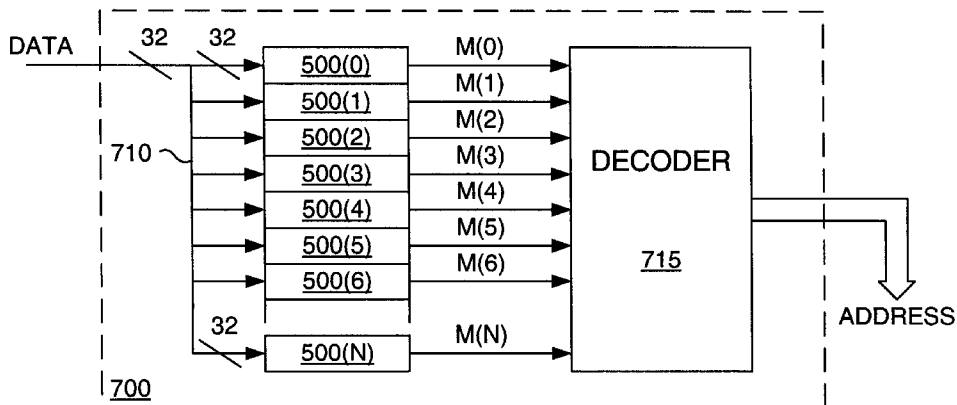 DATA
32
32
500(0)
M(0)
500(1)
M(1)
500(2)
M(2)
710
500(3)
M(3)
DECODER
500(4)
M(4)
500(5)
M(5)
715
500(6)
M(6)
ADDRESS
32
500(N)
M(N)
700